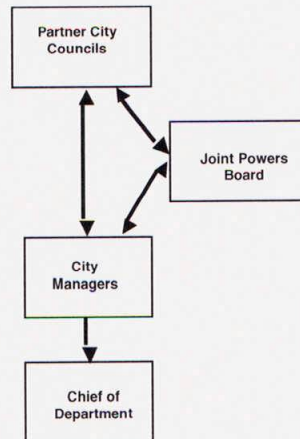 Partner City
Councils
Joint Powers
Board
City
Managers
Chief of
Department